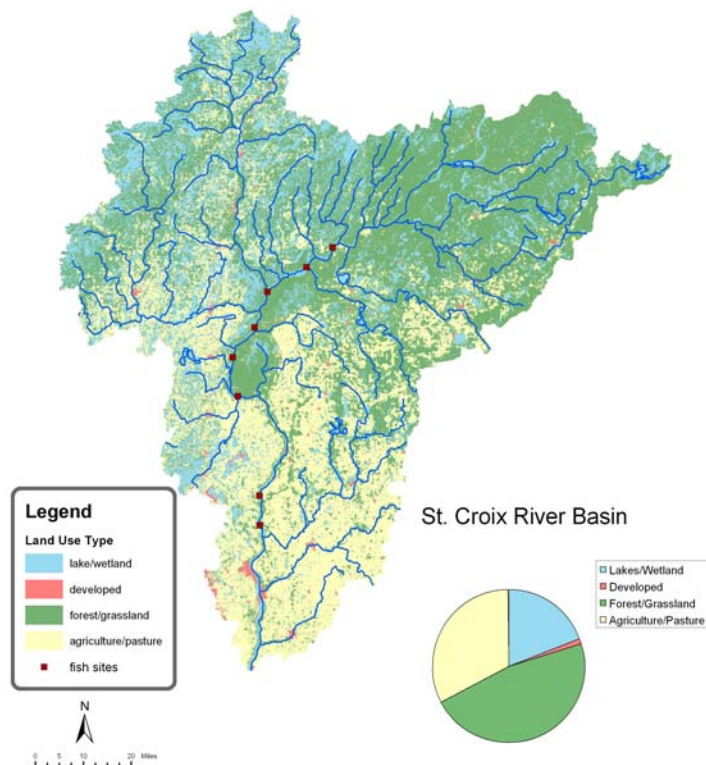 St. Croix River Basin
Legend
Land Use Type
lake/wetland
developed
forest/grassland
agriculture/pasture
fish sites
Lakes/Wetland
Developed
Forest/Grassland
Agriculture/Pasture
N
0 5 10 20 Miles